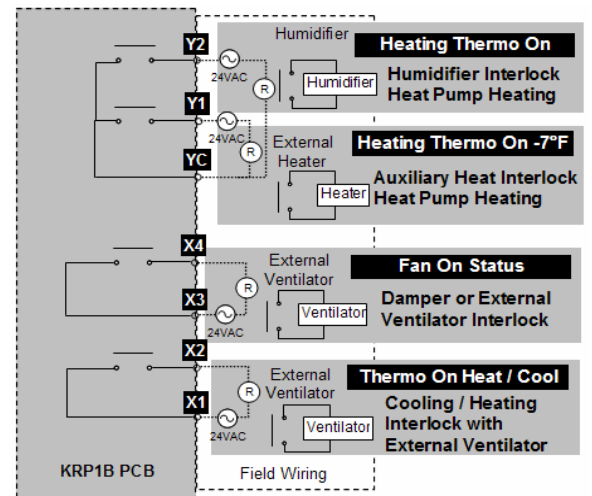 Y2
Humidifier
Heating Thermo On
24VAC
R
Humidifier
Humidifier Interlock
Heat Pump Heating
Y1
24VAC
R
External
Heater
Heating Thermo On -7ºF
YC
Heater
Auxiliary Heat Interlock
Heat Pump Heating
X4
External
Ventilator
Fan On Status
R
X3
24VAC
Ventilator
Damper or External
Ventilator Interlock
X2
External
Ventilator
Thermo On Heat / Cool
R
X1
24VAC
Ventilator
Cooling / Heating
Interlock with
External Ventilator
KRP1B PCB
Field Wiring